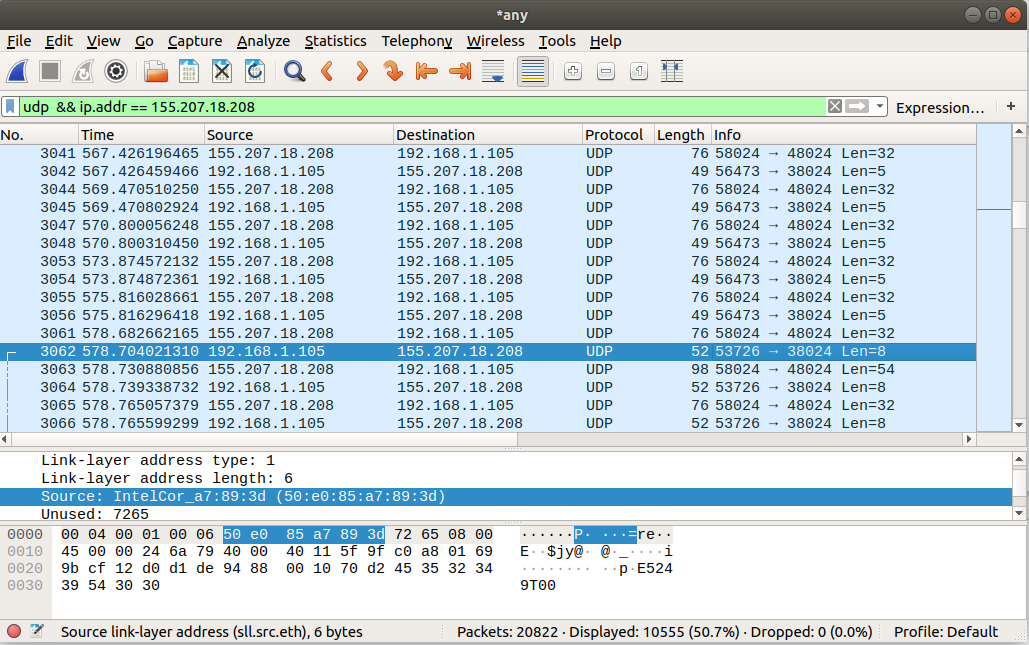 *any
File Edit View Go Capture Analyze Statistics Telephony Wireless Tools Help
udp && ip.addr == 155.207.18.208 Expression… +
No. Time Source Destination Protocol Length Info
3041 567.426196465 155.207.18.208 192.168.1.105 UDP 76 58024 → 48024 Len=32
3042 567.426459466 192.168.1.105 155.207.18.208 UDP 49 56473 → 38024 Len=5
3044 569.470510250 155.207.18.208 192.168.1.105 UDP 76 58024 → 48024 Len=32
3045 569.470802924 192.168.1.105 155.207.18.208 UDP 49 56473 → 38024 Len=5
3047 570.800056248 155.207.18.208 192.168.1.105 UDP 76 58024 → 48024 Len=32
3048 570.800310450 192.168.1.105 155.207.18.208 UDP 49 56473 → 38024 Len=5
3053 573.874572132 155.207.18.208 192.168.1.105 UDP 76 58024 → 48024 Len=32
3054 573.874872361 192.168.1.105 155.207.18.208 UDP 49 56473 → 38024 Len=5
3055 575.816028661 155.207.18.208 192.168.1.105 UDP 76 58024 → 48024 Len=32
3056 575.816296418 192.168.1.105 155.207.18.208 UDP 49 56473 → 38024 Len=5
3061 578.682662165 155.207.18.208 192.168.1.105 UDP 76 58024 → 48024 Len=32
3062 578.704021310 192.168.1.105 155.207.18.208 UDP 52 53726 → 38024 Len=8
3063 578.730880856 155.207.18.208 192.168.1.105 UDP 98 58024 → 48024 Len=54
3064 578.739338732 192.168.1.105 155.207.18.208 UDP 52 53726 → 38024 Len=8
3065 578.765057379 155.207.18.208 192.168.1.105 UDP 76 58024 → 48024 Len=32
3066 578.765599299 192.168.1.105 155.207.18.208 UDP 52 53726 → 38024 Len=8
Link-layer address type: 1
Link-layer address length: 6
Source: IntelCor_a7:89:3d (50:e0:85:a7:89:3d)
Unused: 7265
0000 00 04 00 01 00 06 50 e0 85 a7 89 3d 72 65 08 00 ······P· ···=re··
0010 45 00 00 24 6a 79 40 00 40 11 5f 9f c0 a8 01 69 E··$jy@· @·_····i
0020 9b cf 12 d0 d1 de 94 88 00 10 70 d2 45 35 32 34 ········ ··p·E524
0030 39 54 30 30 9T00
Source link-layer address (sll.src.eth), 6 bytes Packets: 20822 · Displayed: 10555 (50.7%) · Dropped: 0 (0.0%) Profile: Default